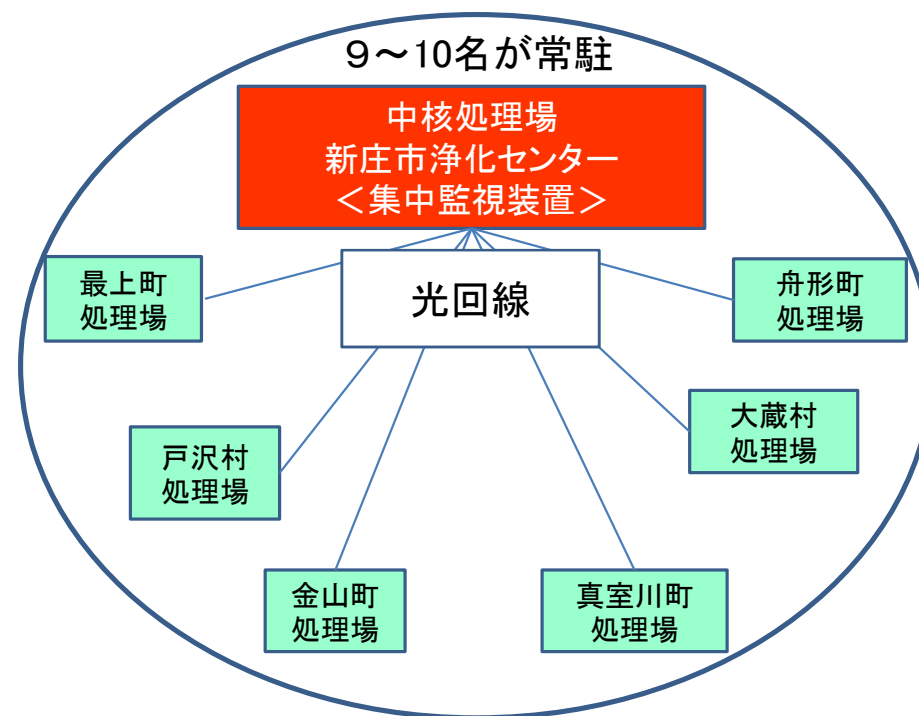 ９～10名が常駐
中核処理場
新庄市浄化センター
＜集中監視装置＞
光回線
最上町
処理場
舟形町
処理場
大蔵村
処理場
戸沢村
処理場
金山町
処理場
真室川町
処理場